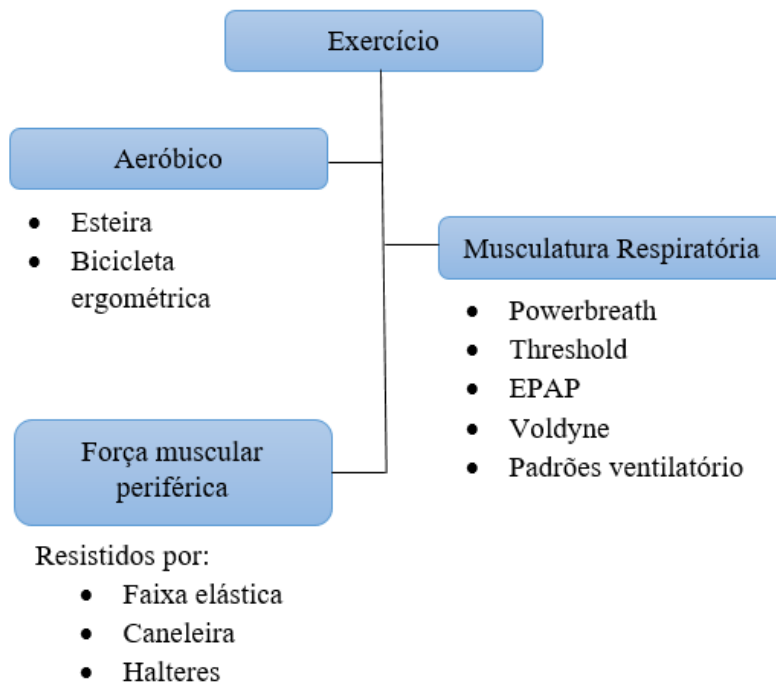 Exercício
Aeróbico
• Esteira
• Bicicleta
ergométrica
Musculatura Respiratória
• Powerbreath
• Threshold
• EPAP
• Voldyne
• Padrões ventilatório
Força muscular
periférica
Resistidos por:
• Faixa elástica
• Caneleira
• Halteres